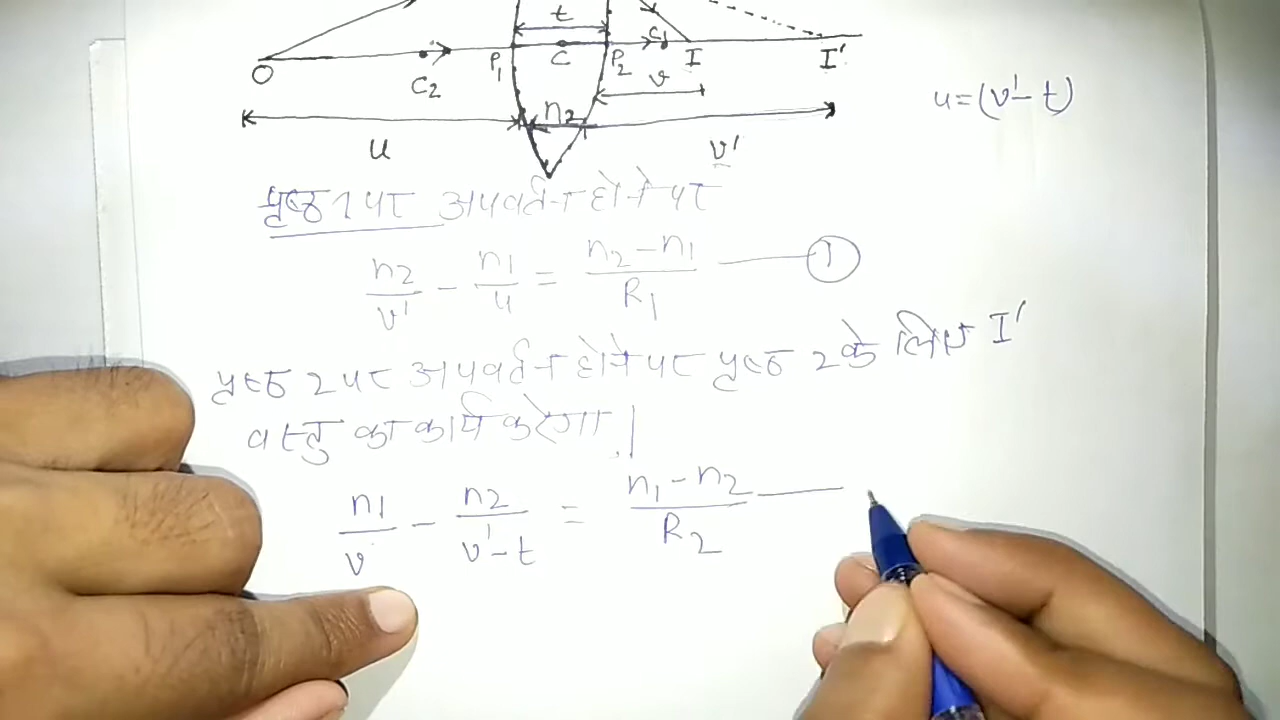 t
O C₂ P₁ C P₂ C₁ I I'
v
n₂
u v'
u=(v'-t)
पृष्ठ 1 पर अपवर्तन होने पर
n₂/v' - n₁/u = (n₂-n₁)/R₁ — ①
पृष्ठ 2 पर अपवर्तन होने पर पृष्ठ 2 के लिए I'
वस्तु का कार्य करेगा।
n₁/v - n₂/(v'-t) = (n₁-n₂)/R₂ —